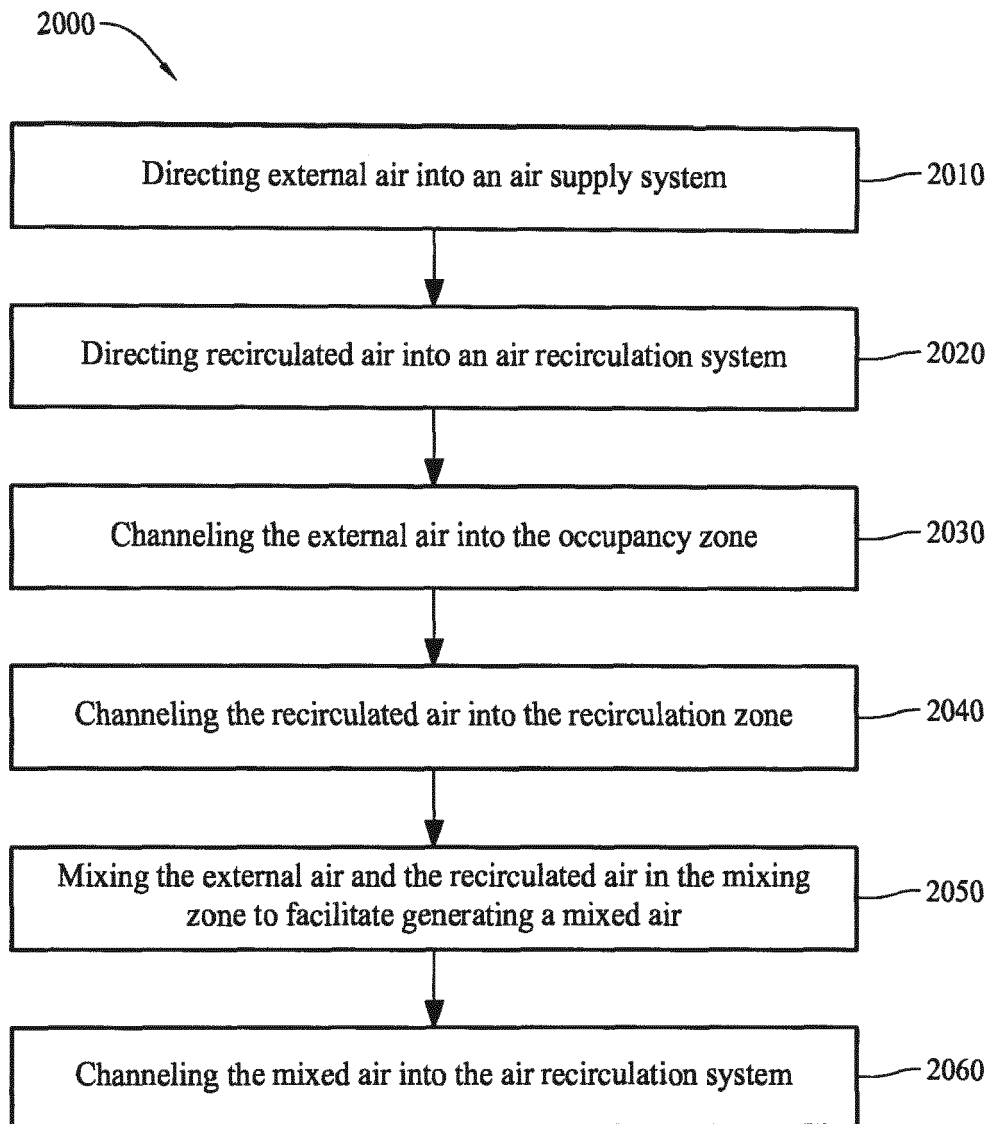 2000
Directing external air into an air supply system
2010
Directing recirculated air into an air recirculation system
2020
Channeling the external air into the occupancy zone
2030
Channeling the recirculated air into the recirculation zone
2040
Mixing the external air and the recirculated air in the mixing
zone to facilitate generating a mixed air
2050
Channeling the mixed air into the air recirculation system
2060